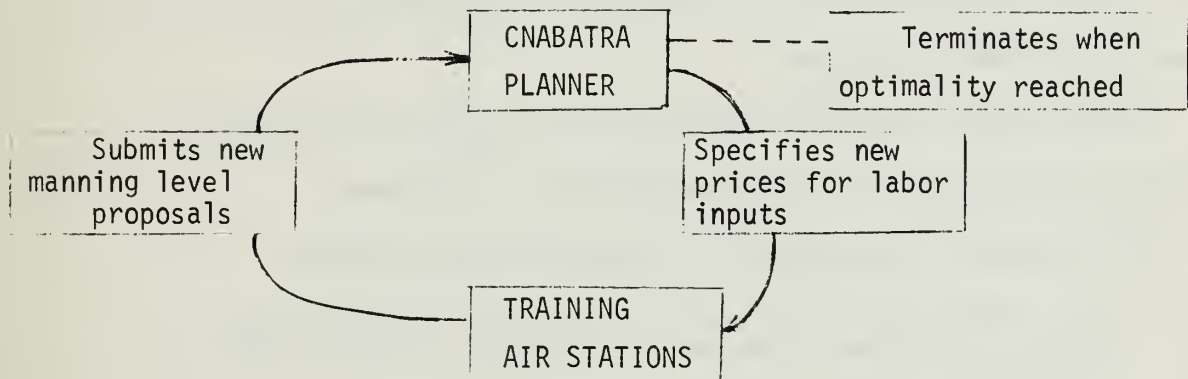 CNABATRA
PLANNER
Terminates when
optimality reached
Submits new
manning level
proposals
Specifies new
prices for labor
inputs
TRAINING
AIR STATIONS